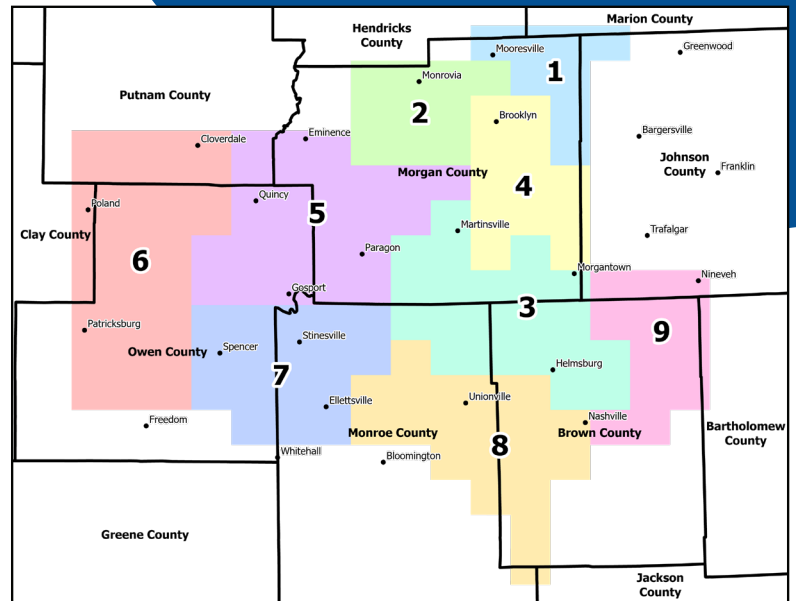 Hendricks
County
Marion County
Mooresville
Greenwood
1
Monrovia
Putnam County
2
Brooklyn
Eminence
Bargersville
Cloverdale
Johnson
County
Morgan County
Franklin
4
Quincy
Poland
5
Martinsville
Trafalgar
Clay County
6
Paragon
Morgantown
Nineveh
Gosport
3
Patricksburg
9
Stinesville
Owen County
Spencer
Helmsburg
7
Unionville
Ellettsville
Freedom
Nashville
Monroe County
8
Brown County
Bartholomew
County
Whitehall
Bloomington
Greene County
Jackson
County